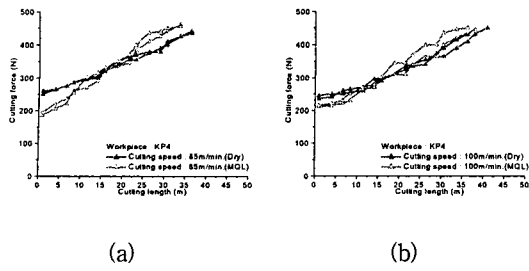 500
400
300
200
100
0
Cutting force (N)
Workpiece : KP4
Cutting speed : 85m/min.(Dry)
Cutting speed : 85m/min.(MQL)
0 5 10 15 20 25 30 35 40 45 50
Cutting length (m)
(a)
500
400
300
200
100
0
Cutting force (N)
Workpiece : KP4
Cutting speed : 100m/min.(Dry)
Cutting speed : 100m/min.(MQL)
0 5 10 15 20 25 30 35 40 45 50
Cutting length (m)
(b)